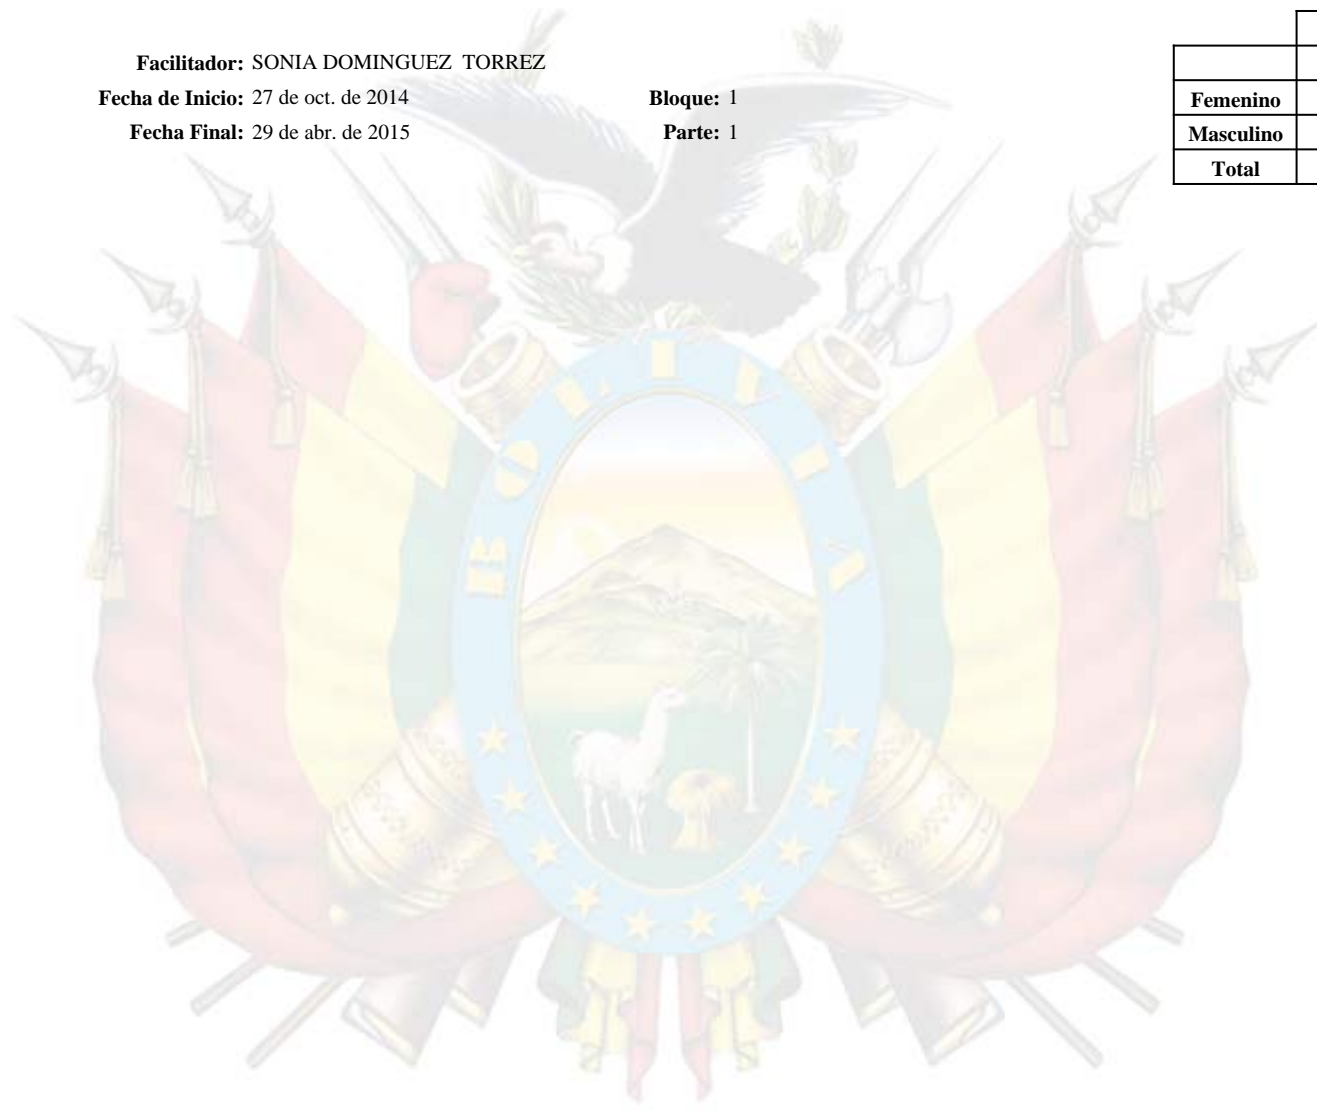 Facilitador: SONIA DOMINGUEZ TORREZ
Fecha de Inicio: 27 de oct. de 2014 Bloque: 1
Fecha Final: 29 de abr. de 2015 Parte: 1
Femenino
Masculino
Total
BOLIVIA